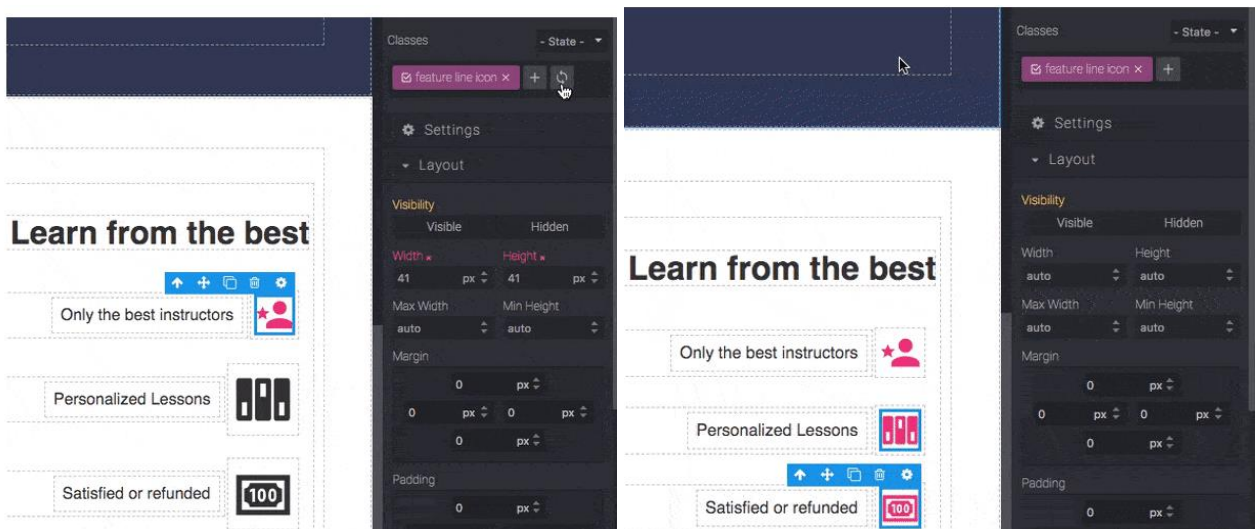 Classes - State -
feature line icon × +
Settings
Layout
Visibility
Visible Hidden
Learn from the best
Width × Height ×
41 px 41 px
Max Width Min Height
Only the best instructors
auto auto
Margin
0 px
Personalized Lessons
0 px 0 px
0 px
Padding
Satisfied or refunded
100
0 px
Classes - State -
feature line icon × +
Settings
Layout
Visibility
Visible Hidden
Width Height
Learn from the best
auto auto
Max Width Min Height
auto auto
Only the best instructors
Margin
0 px
0 px 0 px
Personalized Lessons
0 px
Padding
Satisfied or refunded
100
0 px